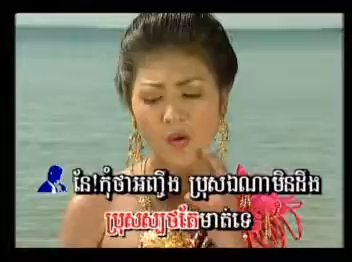 នែ!កុំថាអញ្ចឹង ប្រុសឯណាមិនដឹង
ប្រុសស្បថតែមាត់ទេ